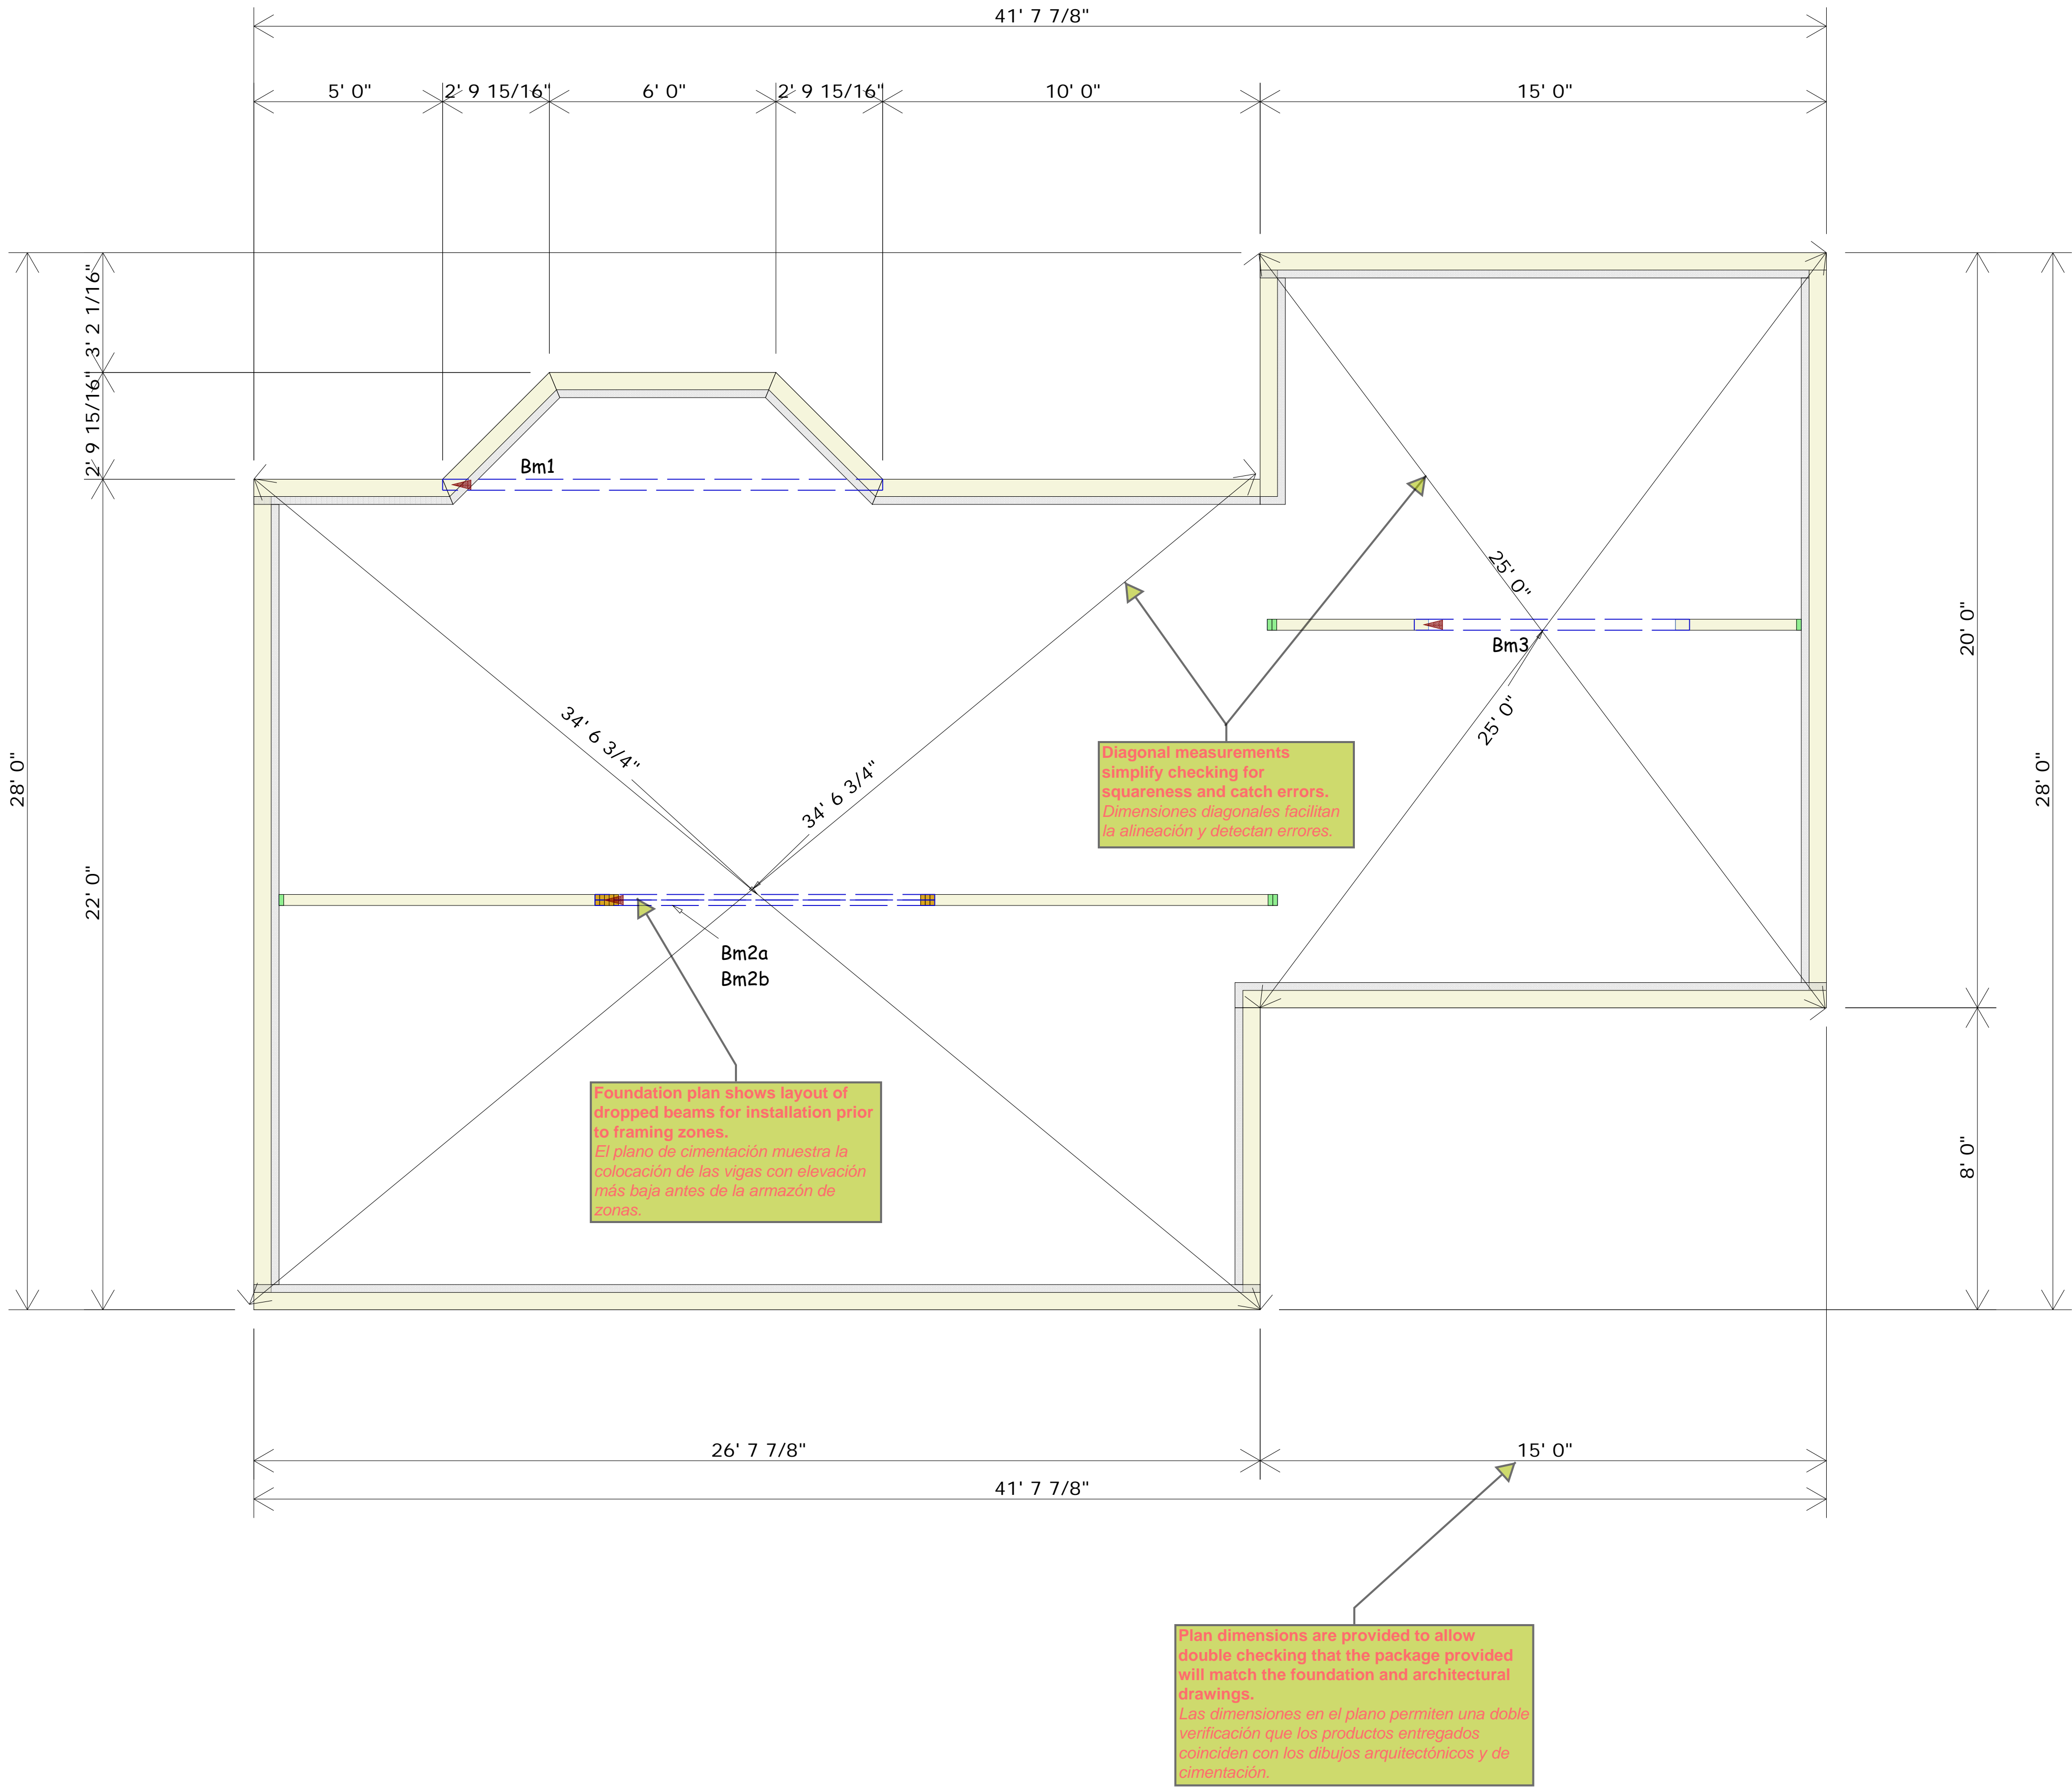 41' 7 7/8"
5' 0"
2' 9 15/16"
6' 0"
2' 9 15/16"
10' 0"
15' 0"
3' 2 1/16"
2' 9 15/16"
28' 0"
22' 0"
Bm1
25' 0"
Bm3
25' 0"
20' 0"
28' 0"
8' 0"
34' 6 3/4"
34' 6 3/4"
Diagonal measurements
simplify checking for
squareness and catch errors.
Dimensiones diagonales facilitan
la alineación y detectan errores.
Bm2a
Bm2b
Foundation plan shows layout of
dropped beams for installation prior
to framing zones.
El plano de cimentación muestra la
colocación de las vigas con elevación
más baja antes de la armazón de
zonas.
26' 7 7/8"
15' 0"
41' 7 7/8"
Plan dimensions are provided to allow
double checking that the package provided
will match the foundation and architectural
drawings.
Las dimensiones en el plano permiten una doble
verificación que los productos entregados
coinciden con los dibujos arquitectónicos y de
cimentación.